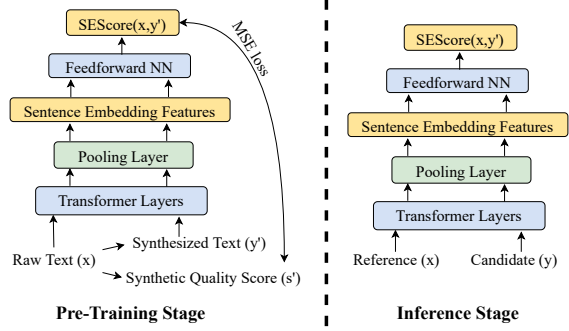 SEScore(x,y')
MSE loss
Feedforward NN
Sentence Embedding Features
Pooling Layer
Transformer Layers
Synthesized Text (y')
Raw Text (x)
Synthetic Quality Score (s')
Pre-Training Stage
SEScore(x,y')
Feedforward NN
Sentence Embedding Features
Pooling Layer
Transformer Layers
Reference (x)
Candidate (y)
Inference Stage